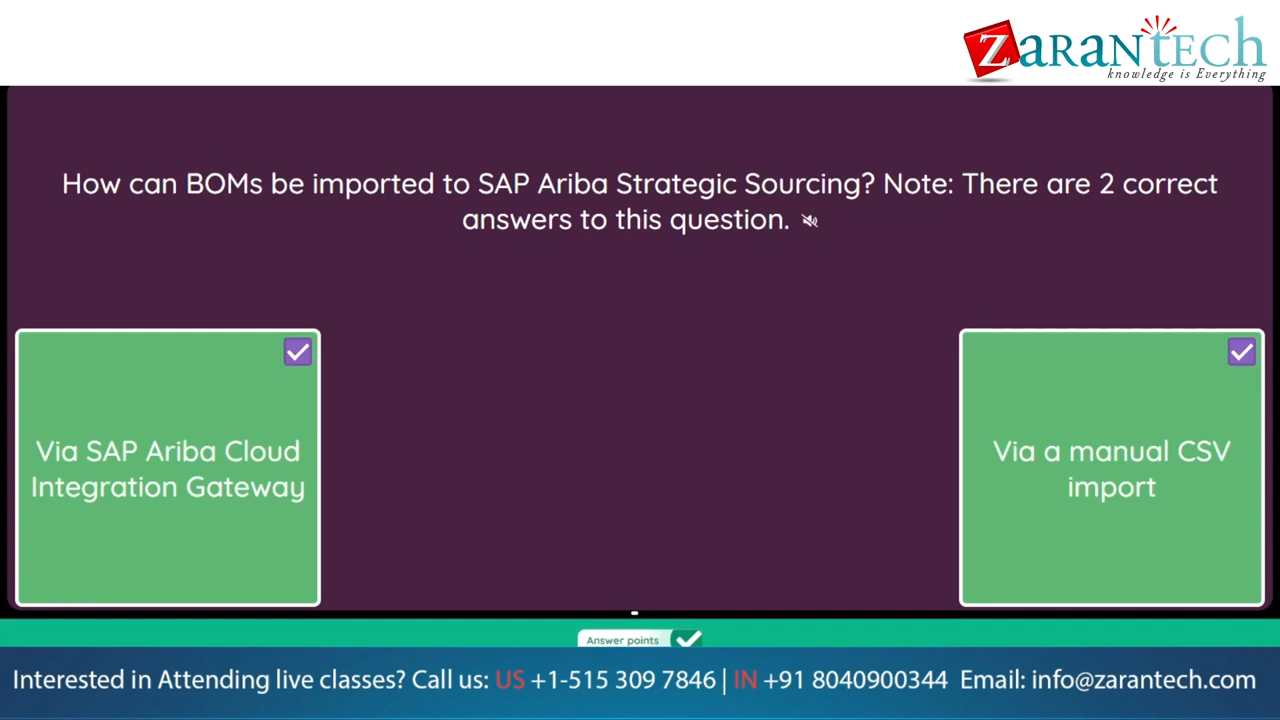 ZARANTECH
knowledge is Everything
How can BOMs be imported to SAP Ariba Strategic Sourcing? Note: There are 2 correct
answers to this question.
Via SAP Ariba Cloud
Integration Gateway
Via a manual CSV
import
Answer points
Interested in Attending live classes? Call us: US +1-515 309 7846 | IN +91 8040900344 Email: info@zarantech.com